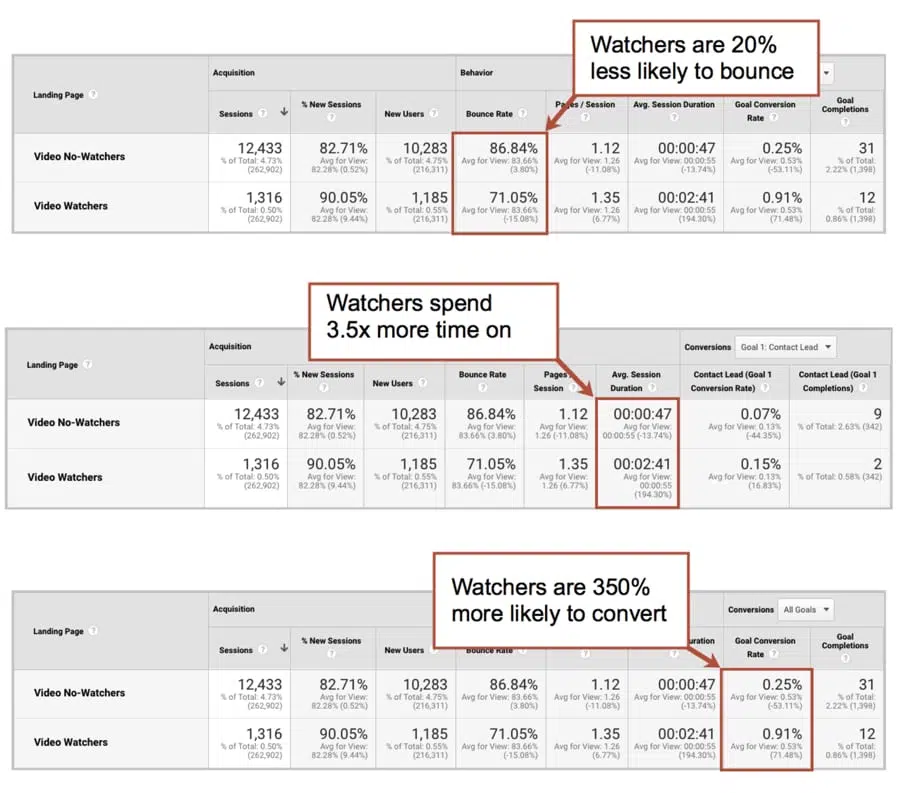 Watchers are 20%
less likely to bounce
Acquisition
Behavior
Landing Page ?
Sessions ?
% New Sessions
?
New Users ?
Bounce Rate ?
Pages / Session
?
Avg. Session Duration
?
Goal Conversion
Rate ?
Goal
Completions
?
Video No-Watchers
12,433
% of Total: 4.73%
(262,902)
82.71%
Avg for View:
82.28% (0.52%)
10,283
% of Total: 4.75%
(216,311)
86.84%
Avg for View: 83.66%
(3.80%)
1.12
Avg for View: 1.26
(-11.08%)
00:00:47
Avg for View: 00:00:55
(-13.74%)
0.25%
Avg for View: 0.53%
(-53.11%)
31
% of Total:
2.22% (1,398)
Video Watchers
1,316
% of Total: 0.50%
(262,902)
90.05%
Avg for View:
82.28% (9.44%)
1,185
% of Total: 0.55%
(216,311)
71.05%
Avg for View: 83.66%
(-15.08%)
1.35
Avg for View: 1.26
(6.77%)
00:02:41
Avg for View: 00:00:55
(194.30%)
0.91%
Avg for View: 0.53%
(71.48%)
12
% of Total:
0.86% (1,398)
Watchers spend
3.5x more time on
Acquisition
Conversions
Goal 1: Contact Lead
Landing Page ?
Sessions ?
% New Sessions
?
New Users ?
Bounce Rate
?
Pages
Session ?
Avg. Session
Duration ?
Contact Lead (Goal 1
Conversion Rate) ?
Contact Lead (Goal 1
Completions) ?
Video No-Watchers
12,433
% of Total: 4.73%
(262,902)
82.71%
Avg for View:
82.28% (0.52%)
10,283
% of Total: 4.75%
(216,311)
86.84%
Avg for View:
83.66% (3.80%)
1.12
Avg for View:
1.26 (-11.08%)
00:00:47
Avg for View:
00:00:55 (-13.74%)
0.07%
Avg for View: 0.13%
(-44.35%)
9
% of Total: 2.63% (342)
Video Watchers
1,316
% of Total: 0.50%
(262,902)
90.05%
Avg for View:
82.28% (9.44%)
1,185
% of Total: 0.55%
(216,311)
71.05%
Avg for View:
83.66% (-15.08%)
1.35
Avg for View:
1.26 (6.77%)
00:02:41
Avg for View:
00:00:55
(194.30%)
0.15%
Avg for View: 0.13%
(16.83%)
2
% of Total: 0.58% (342)
Watchers are 350%
more likely to convert
Acquisition
Conversions
All Goals
Landing Page ?
Sessions ?
% New Sessions
?
New Users
Bounce Rate
?
?
Goal Conversion
Rate ?
Goal
Completions
?
Video No-Watchers
12,433
% of Total: 4.73%
(262,902)
82.71%
Avg for View:
82.28% (0.52%)
10,283
% of Total: 4.75%
(216,311)
86.84%
Avg for View: 83.66%
(3.80%)
1.12
Avg for View: 1.26
(-11.08%)
00:00:47
Avg for View: 00:00:55
(-13.74%)
0.25%
Avg for View: 0.53%
(-53.11%)
31
% of Total:
2.22% (1,398)
Video Watchers
1,316
% of Total: 0.50%
(262,902)
90.05%
Avg for View:
82.28% (9.44%)
1,185
% of Total: 0.55%
(216,311)
71.05%
Avg for View: 83.66%
(-15.08%)
1.35
Avg for View: 1.26
(6.77%)
00:02:41
Avg for View: 00:00:55
(194.30%)
0.91%
Avg for View: 0.53%
(71.48%)
12
% of Total:
0.86% (1,398)